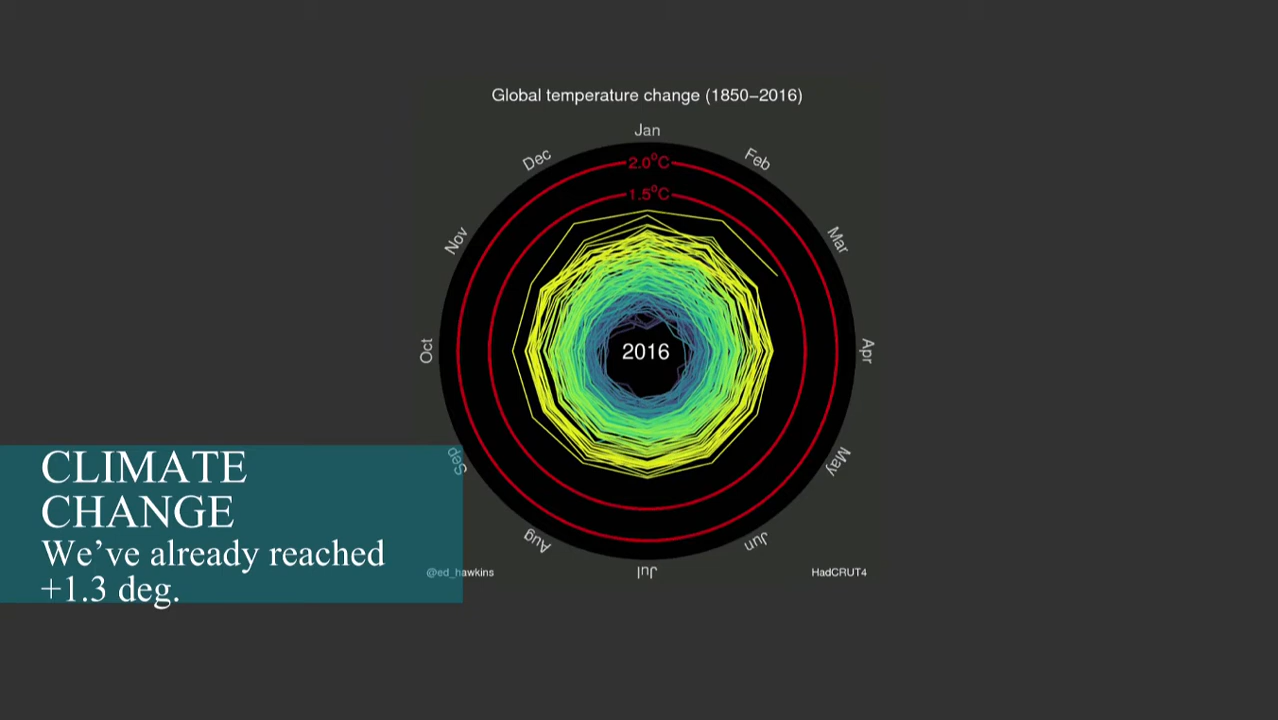 Global temperature change (1850–2016)
Jan
Dec
Feb
2.0°C
1.5°C
Nov
Mar
Oct
2016
Apr
Sep
May
CLIMATE
CHANGE
We’ve already reached
+1.3 deg.
Aug
Jun
Jul
@ed_hawkins
HadCRUT4